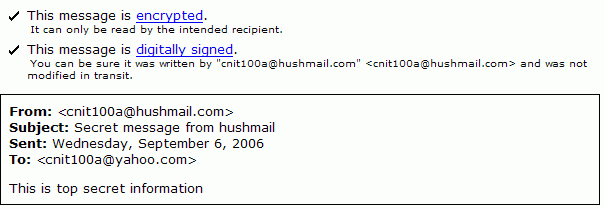 This message is encrypted.
It can only be read by the intended recipient.
This message is digitally signed.
You can be sure it was written by "cnit100a@hushmail.com" <cnit100a@hushmail.com> and was not
modified in transit.
From: <cnit100a@hushmail.com>
Subject: Secret message from hushmail
Sent: Wednesday, September 6, 2006
To: <cnit100a@yahoo.com>
This is top secret information